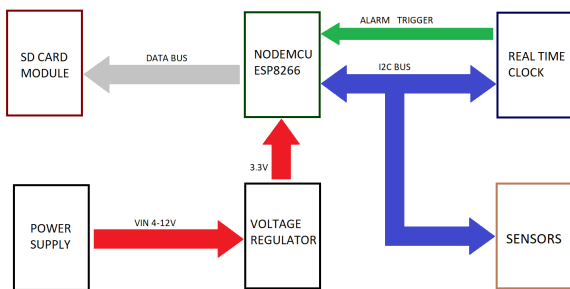 ALARM TRIGGER
SD CARD
MODULE
DATA BUS
NODEMCU
ESP8266
I2C BUS
REAL TIME
CLOCK
3.3V
POWER
SUPPLY
VIN 4-12V
VOLTAGE
REGULATOR
SENSORS